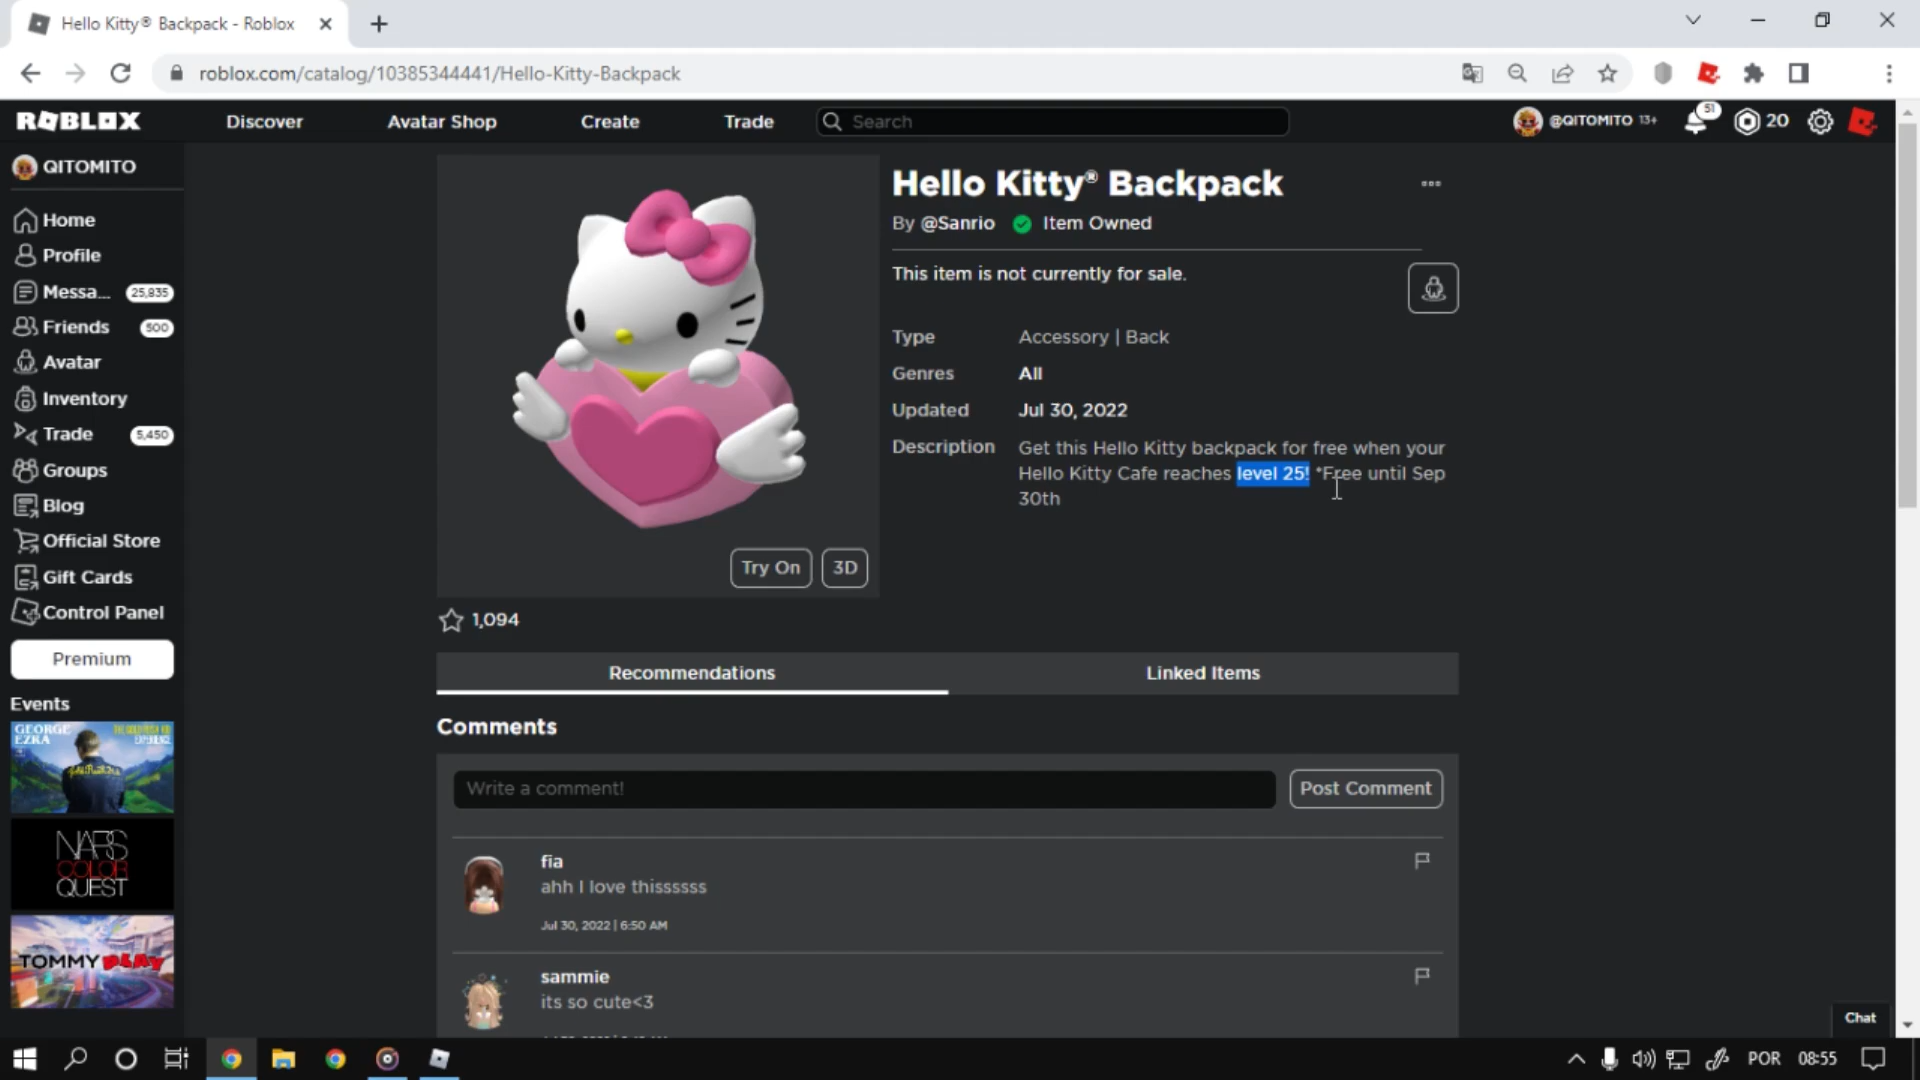 Hello Kitty® Backpack - Roblox
roblox.com/catalog/10385344441/Hello-Kitty-Backpack
ROBLOX
Discover
Avatar Shop
Create
Trade
Search
@QITOMITO 13+
51
20
QITOMITO
Home
Profile
Messa... 25,835
Friends 500
Avatar
Inventory
Trade 5,450
Groups
Blog
Official Store
Gift Cards
Control Panel
Premium
Events
GEORGE
EZRA
NARS
COLOR
QUEST
TOMMY PLAY
Hello Kitty® Backpack
By @Sanrio Item Owned
This item is not currently for sale.
Type Accessory | Back
Genres All
Updated Jul 30, 2022
Description Get this Hello Kitty backpack for free when your
Hello Kitty Cafe reaches level 25! *Free until Sep
30th
Try On 3D
1,094
Recommendations Linked Items
Comments
Write a comment! Post Comment
fia
ahh I love thissssss
Jul 30, 2022 | 6:50 AM
sammie
its so cute<3
Chat
POR 08:55